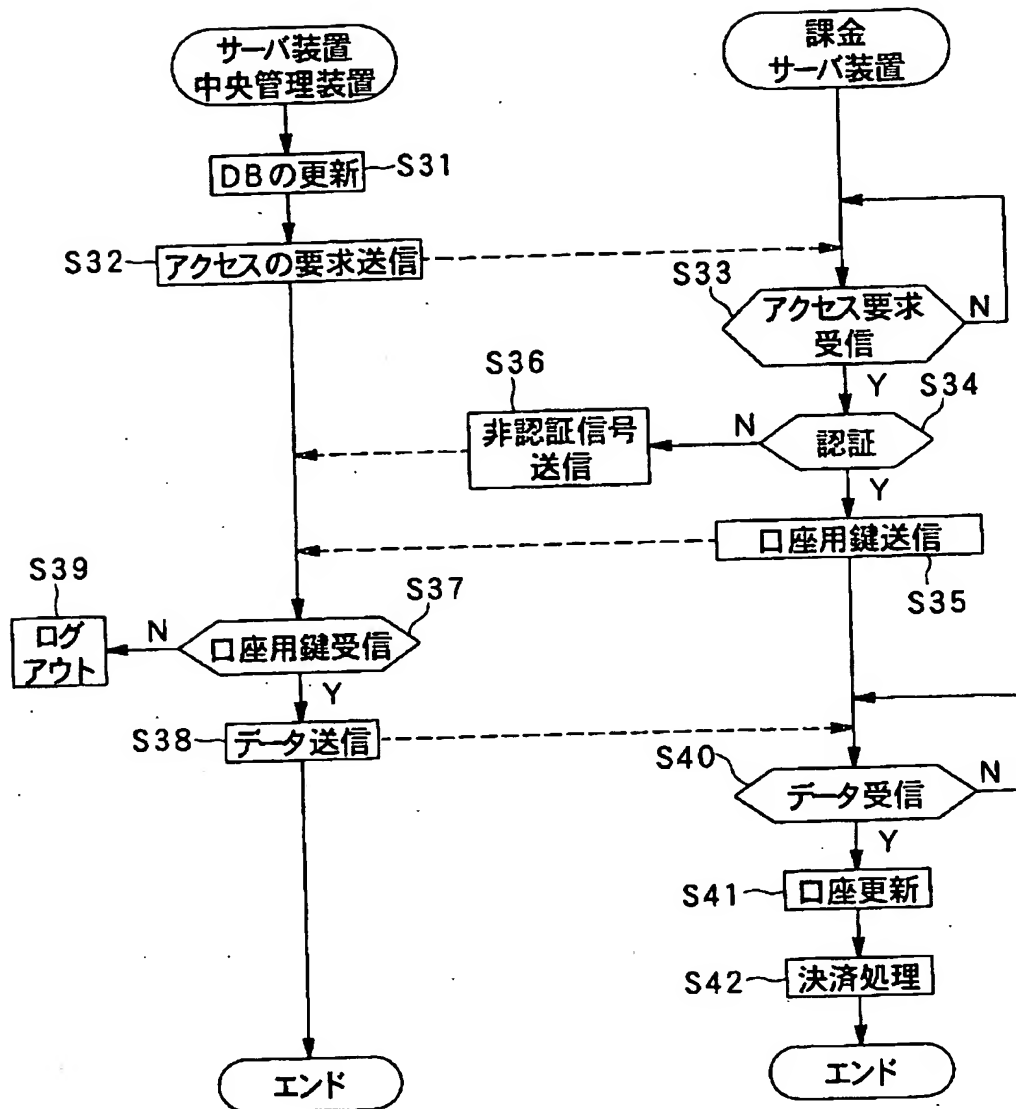 サーバ装置
中央管理装置
課金
サーバ装置
DBの更新
S31
S32
アクセスの要求送信
S33
アクセス要求
受信
N
Y
S36
S34
非認証信号
送信
N
認証
Y
口座用鍵送信
S35
S39
S37
ログ
アウト
N
口座用鍵受信
Y
S38
データ送信
S40
データ受信
N
Y
S41
口座更新
S42
決済処理
エンド
エンド